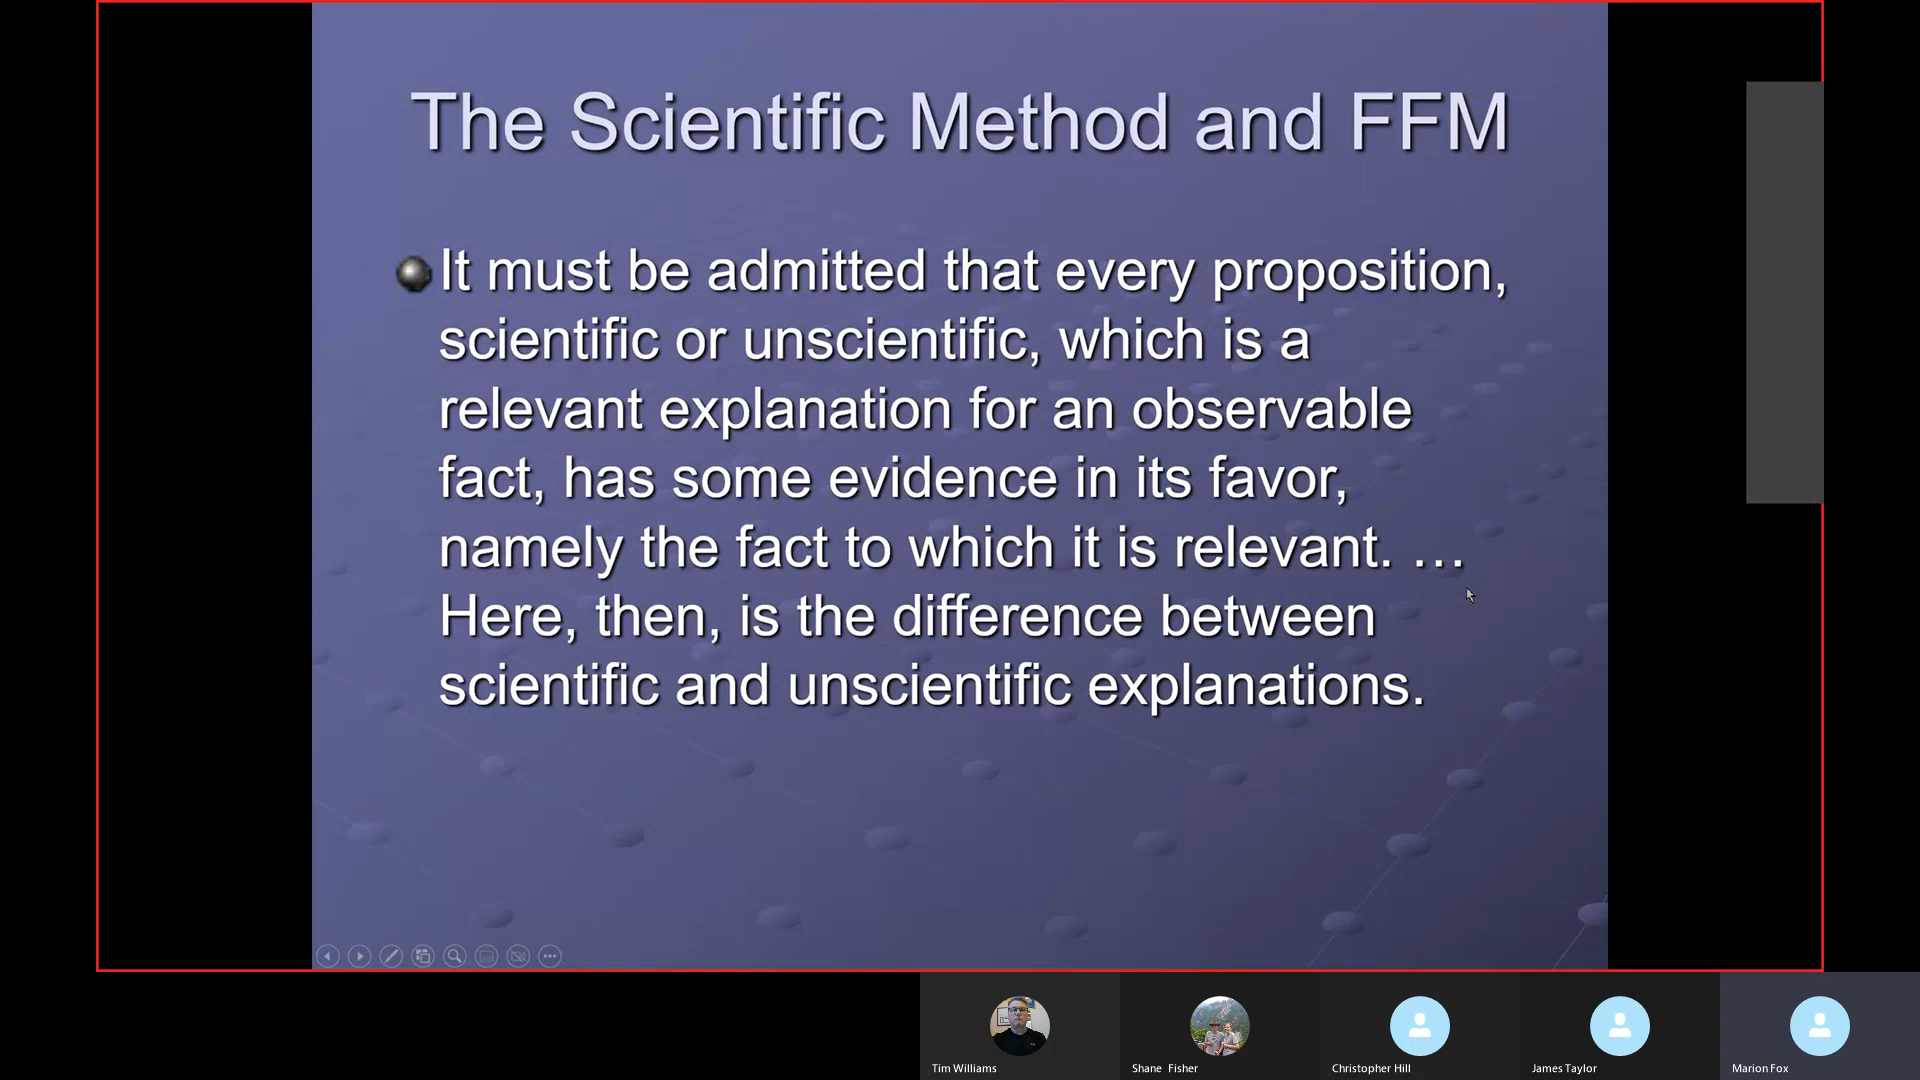 The Scientific Method and FFM
It must be admitted that every proposition,
scientific or unscientific, which is a
relevant explanation for an observable
fact, has some evidence in its favor,
namely the fact to which it is relevant. …
Here, then, is the difference between
scientific and unscientific explanations.
Tim Williams
Shane Fisher
Christopher Hill
James Taylor
Marion Fox